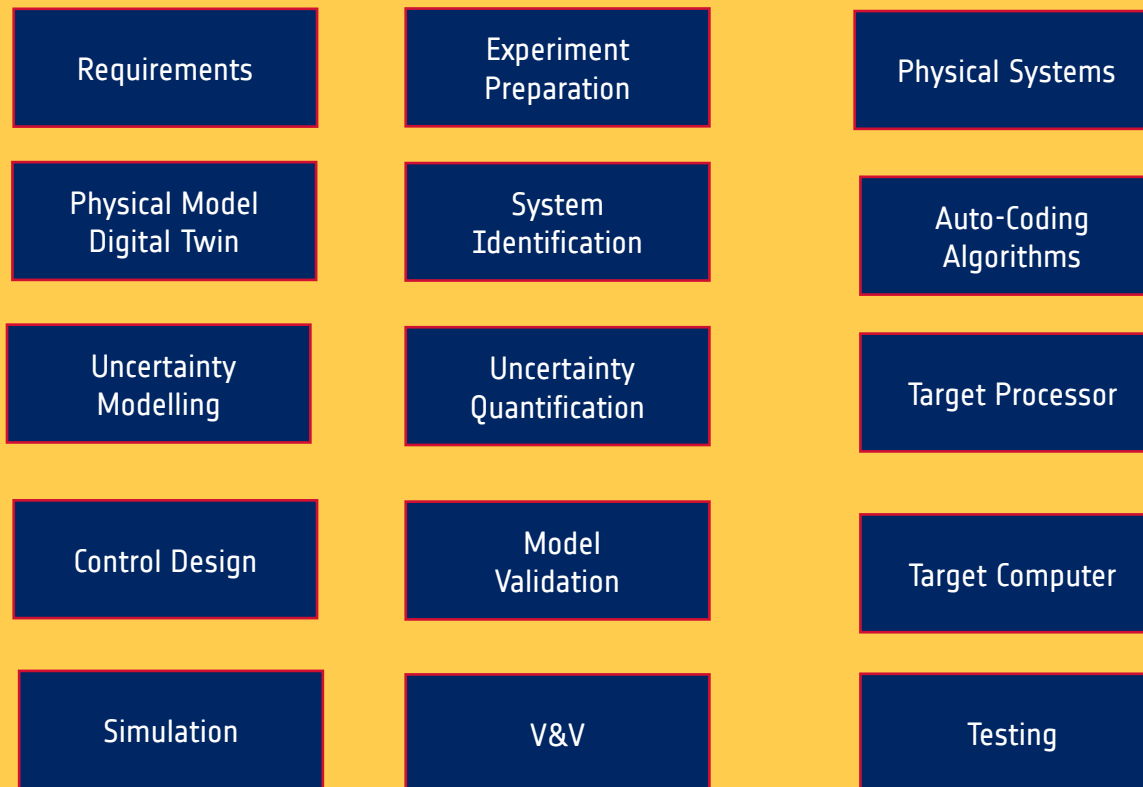 Requirements
Experiment
Preparation
Physical Systems
Physical Model
Digital Twin
System
Identification
Auto-Coding
Algorithms
Uncertainty
Modelling
Uncertainty
Quantification
Target Processor
Control Design
Model
Validation
Target Computer
Simulation
V&V
Testing